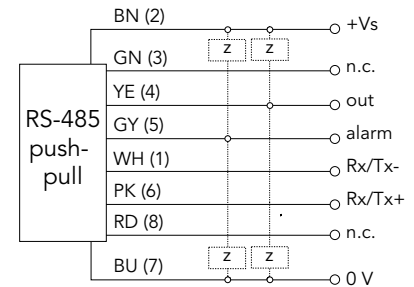 BN (2)
+Vs
z z
GN (3)
n.c.
YE (4)
out
RS-485
push-
pull
GY (5)
alarm
WH (1)
Rx/Tx-
PK (6)
Rx/Tx+
RD (8)
n.c.
z z
BU (7)
0 V